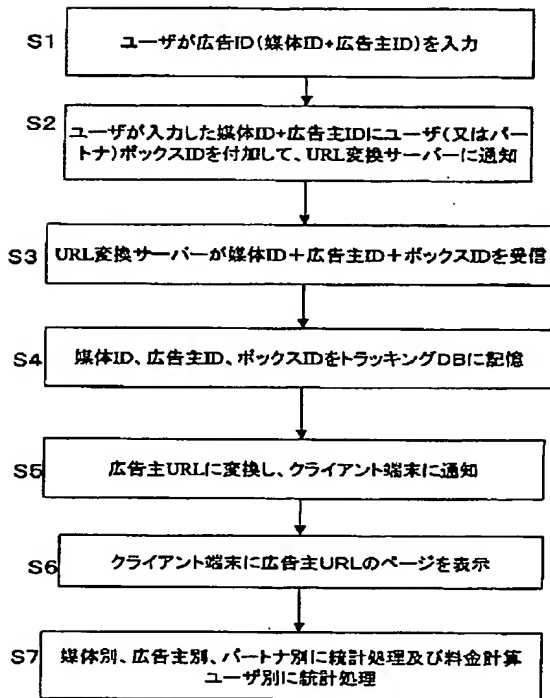 S1 ユーザが広告ID(媒体ID+広告主ID)を入力
S2 ユーザが入力した媒体ID+広告主IDにユーザ(又はパー
トナ)ボックスIDを付加して、URL変換サーバーに通知
S3 URL変換サーバーが媒体ID+広告主ID+ボックスIDを受信
S4 媒体ID、広告主ID、ボックスIDをトラッキングDBに記憶
S5 広告主URLに変換し、クライアント端末に通知
S6 クライアント端末に広告主URLのページを表示
S7 媒体別、広告主別、パートナ別に統計処理及び料金計算
ユーザ別に統計処理